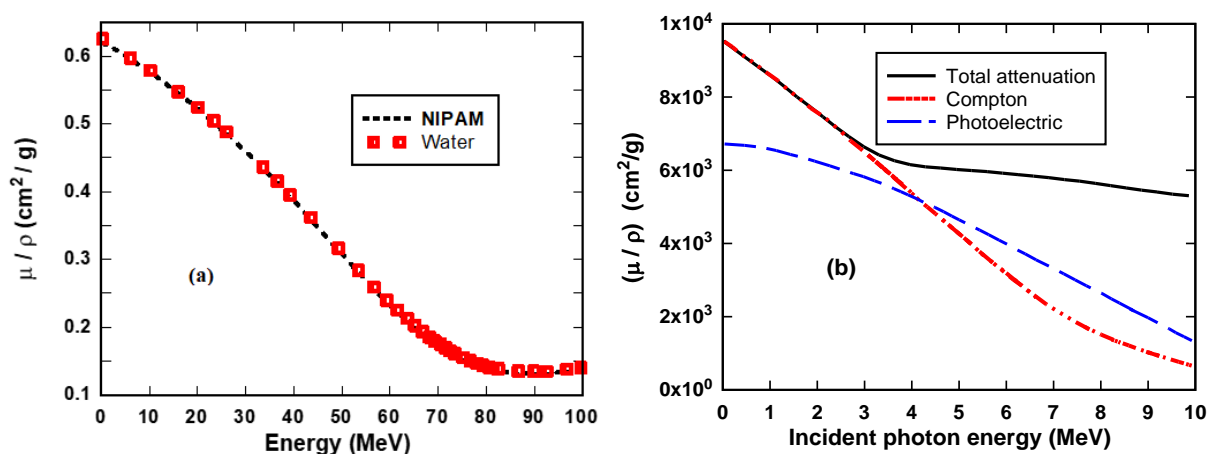 0.6
0.5
0.4
0.3
0.2
0.1
μ / ρ (cm²/ g)
NIPAM
Water
(a)
0 10 20 30 40 50 60 70 80 90 100
Energy (MeV)
1x10⁴
8x10³
6x10³
4x10³
2x10³
0x10⁰
(μ / ρ) (cm²/g)
Total attenuation
Compton
Photoelectric
(b)
0 1 2 3 4 5 6 7 8 9 10
Incident photon energy (MeV)